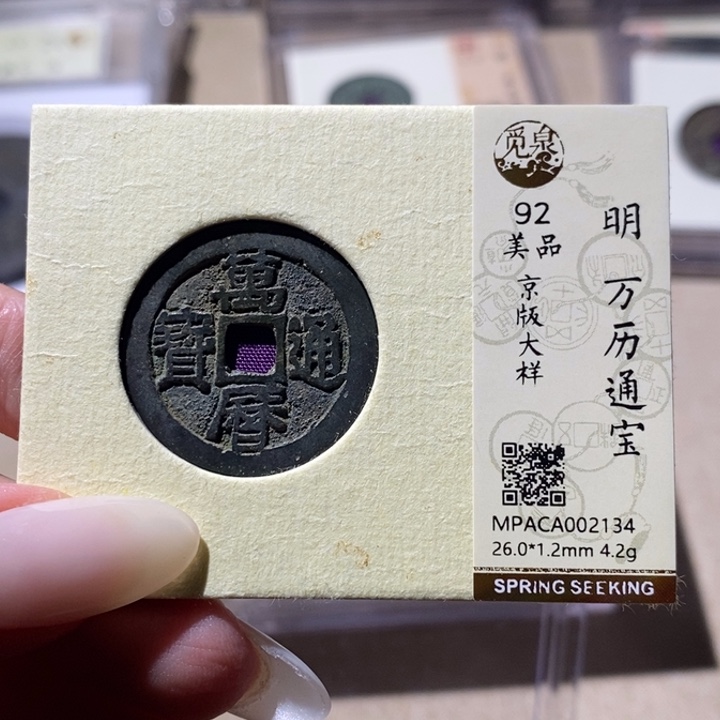 萬曆通寶
觅泉
92
美品
京版大样
明 万历通宝
MPACA002134
26.0*1.2mm 4.2g
SPRING SEEKING